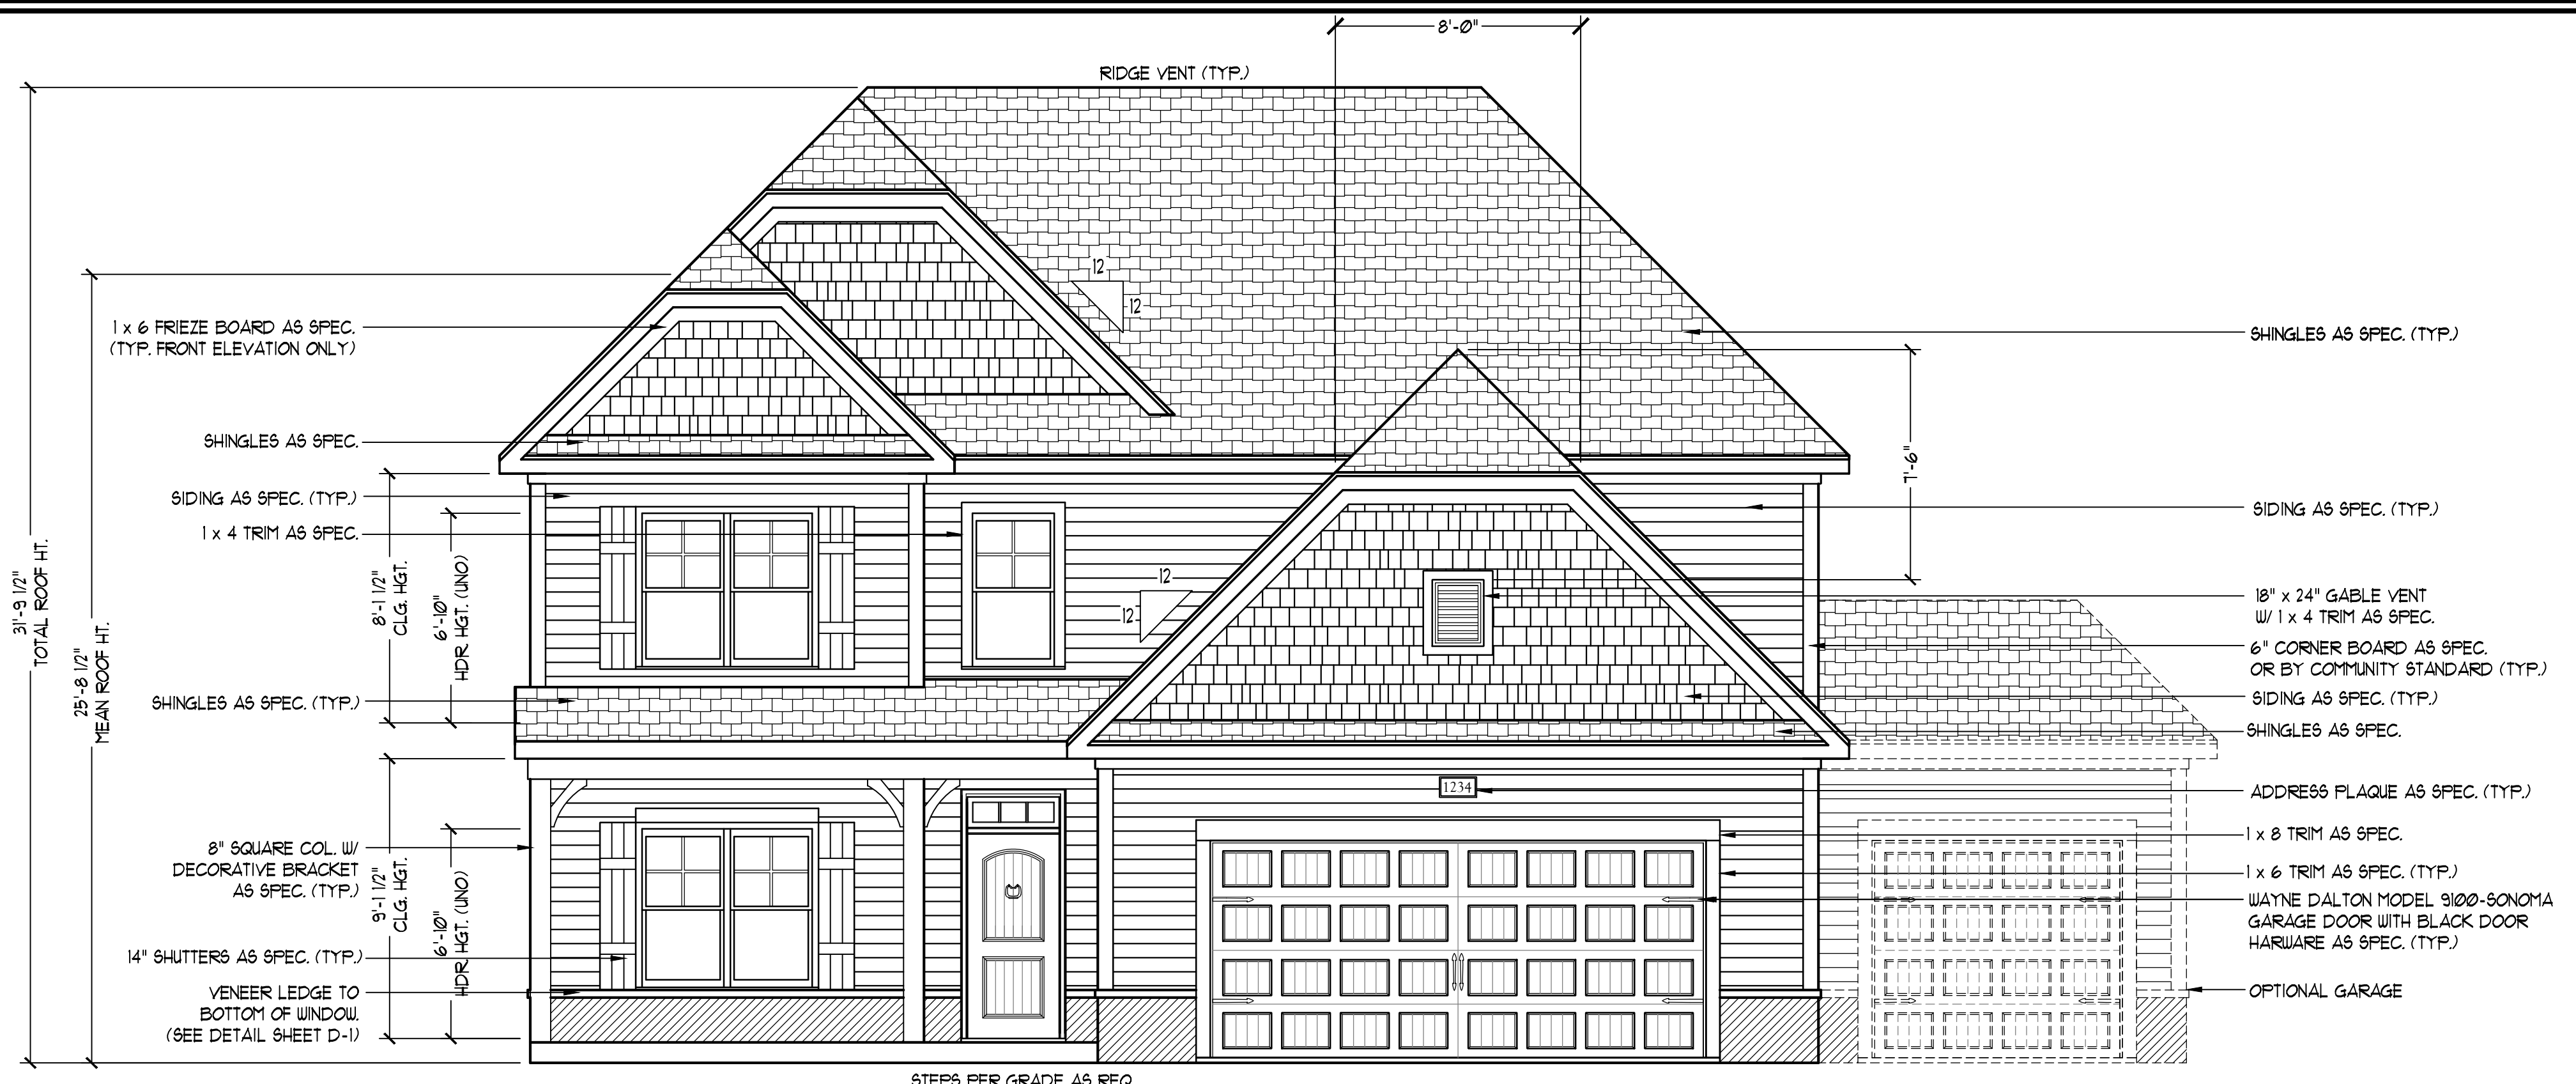 8'-0"
RIDGE VENT (TYP.)
12
12
1 x 6 FRIEZE BOARD AS SPEC.
(TYP. FRONT ELEVATION ONLY)
SHINGLES AS SPEC.
SIDING AS SPEC. (TYP.)
1 x 4 TRIM AS SPEC.
31'-9 1/2"
TOTAL ROOF HT.
25'-8 1/2"
MEAN ROOF HT.
8'-1 1/2"
CLG. HGT.
6'-10"
HDR. HGT. (UNO)
SHINGLES AS SPEC. (TYP.)
8" SQUARE COL. W/
DECORATIVE BRACKET
AS SPEC. (TYP.)
9'-1 1/2"
CLG. HGT.
6'-10"
HDR. HGT. (UNO)
14" SHUTTERS AS SPEC. (TYP.)
VENEER LEDGE TO
BOTTOM OF WINDOW.
(SEE DETAIL SHEET D-1)
12
12
1234
STEPS PER GRADE AS REQ.
SHINGLES AS SPEC. (TYP.)
7'-6"
SIDING AS SPEC. (TYP.)
18" x 24" GABLE VENT
W/ 1 x 4 TRIM AS SPEC.
6" CORNER BOARD AS SPEC.
OR BY COMMUNITY STANDARD (TYP.)
SIDING AS SPEC. (TYP.)
SHINGLES AS SPEC.
ADDRESS PLAQUE AS SPEC. (TYP.)
1 x 8 TRIM AS SPEC.
1 x 6 TRIM AS SPEC. (TYP.)
WAYNE DALTON MODEL 9100-SONOMA
GARAGE DOOR WITH BLACK DOOR
HARWARE AS SPEC. (TYP.)
OPTIONAL GARAGE